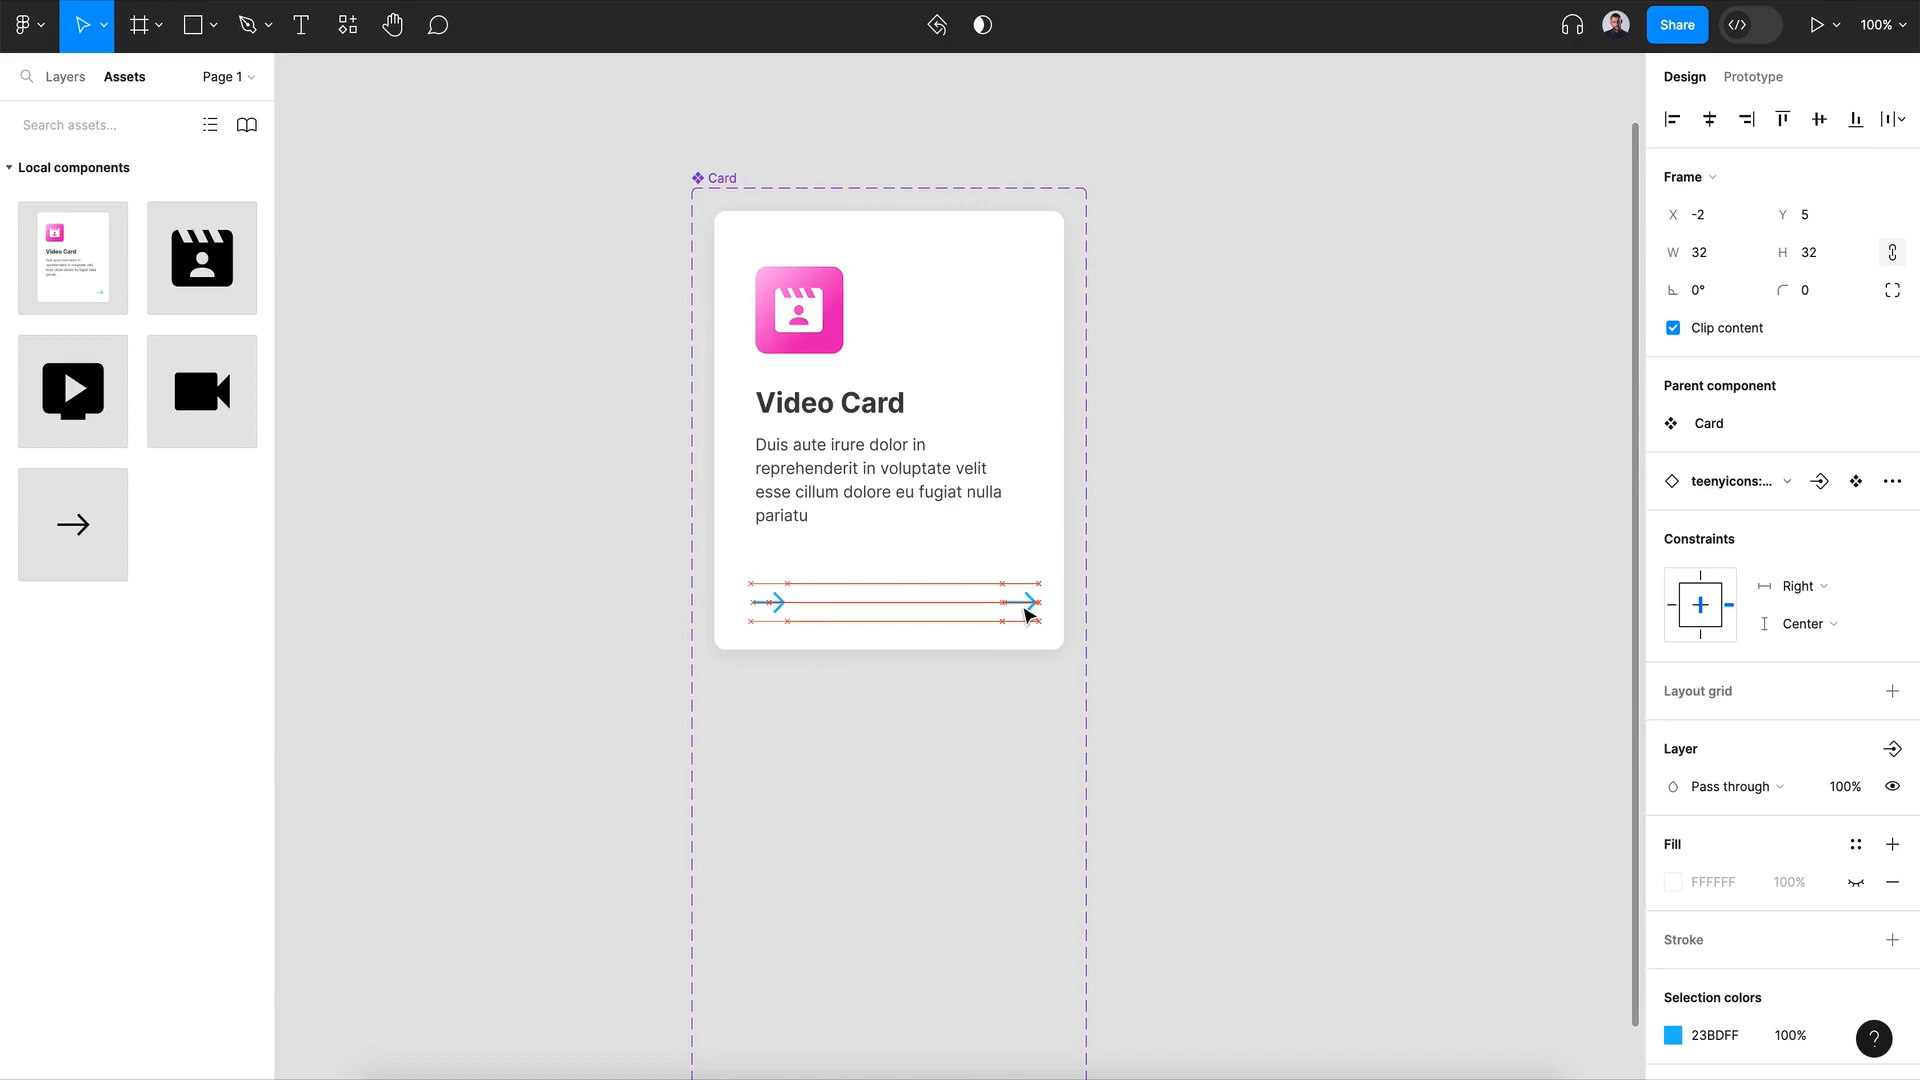 Share
100%
Layers
Assets
Page 1
Search assets...
Local components
Video Card
Card
Video Card
Duis aute irure dolor in
reprehenderit in voluptate velit
esse cillum dolore eu fugiat nulla
pariatu
Design
Prototype
Frame
X -2
Y 5
W 32
H 32
0°
0
Clip content
Parent component
Card
teenyicons:...
Constraints
Right
Center
Layout grid
Layer
Pass through
100%
Fill
FFFFFF
100%
Stroke
Selection colors
23BDFF
100%
?